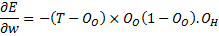 ∂E/∂w = −(T − O_O) × O_O(1 − O_O).O_H